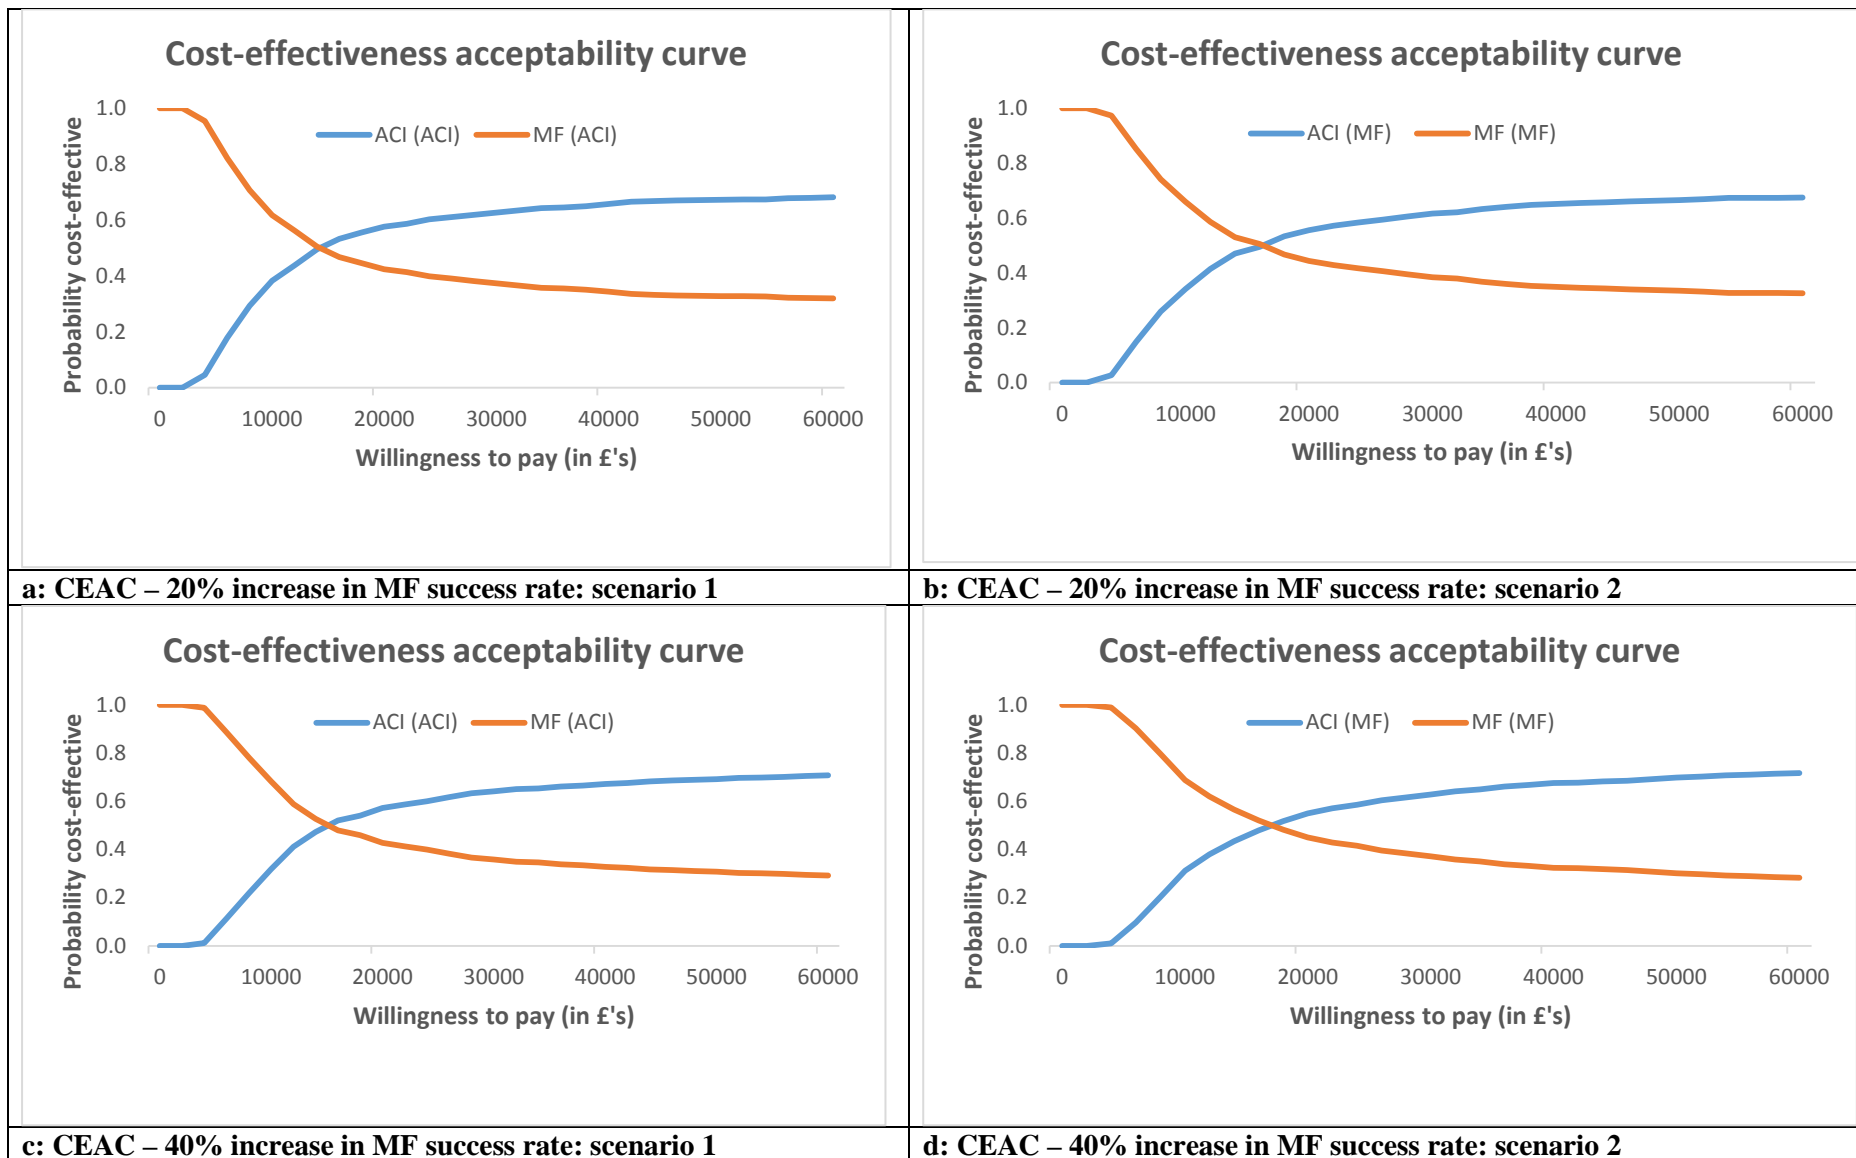 Cost-effectiveness acceptability curve
1.0
0.8
0.6
0.4
0.2
0.0
Probability cost-effective
ACI (ACI) MF (ACI)
0 10000 20000 30000 40000 50000 60000
Willingness to pay (in £'s)
a: CEAC – 20% increase in MF success rate: scenario 1
Cost-effectiveness acceptability curve
1.0
0.8
0.6
0.4
0.2
0.0
Probability cost-effective
ACI (MF) MF (MF)
0 10000 20000 30000 40000 50000 60000
Willingness to pay (in £'s)
b: CEAC – 20% increase in MF success rate: scenario 2
Cost-effectiveness acceptability curve
1.0
0.8
0.6
0.4
0.2
0.0
Probability cost-effective
ACI (ACI) MF (ACI)
0 10000 20000 30000 40000 50000 60000
Willingness to pay (in £'s)
c: CEAC – 40% increase in MF success rate: scenario 1
Cost-effectiveness acceptability curve
1.0
0.8
0.6
0.4
0.2
0.0
Probability cost-effective
ACI (MF) MF (MF)
0 10000 20000 30000 40000 50000 60000
Willingness to pay (in £'s)
d: CEAC – 40% increase in MF success rate: scenario 2